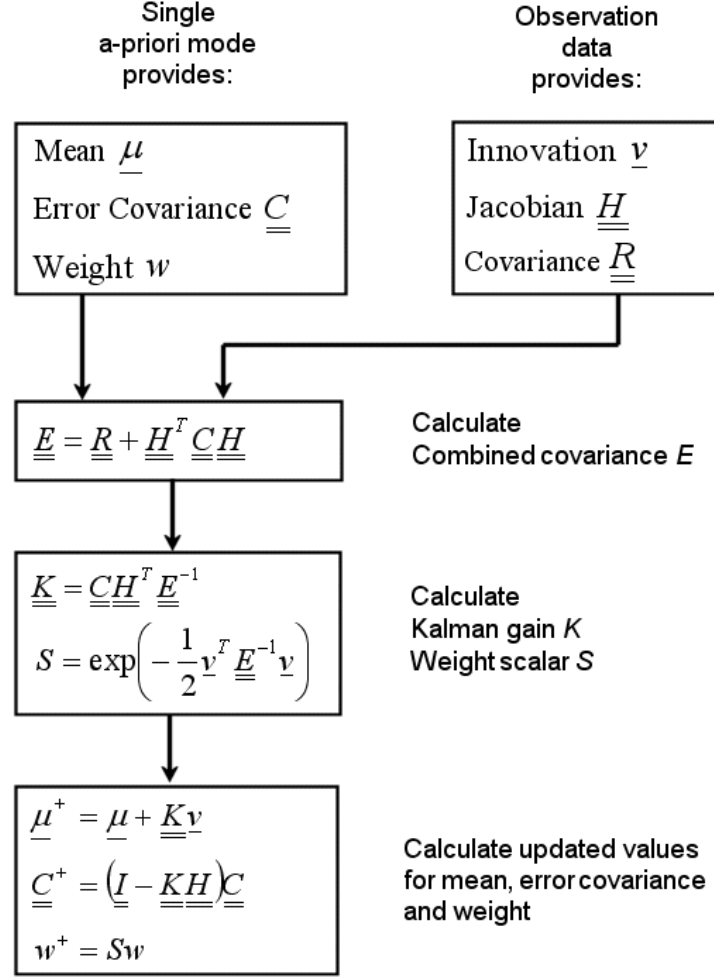 Single
a-priori mode
provides:
Observation
data
provides:
Mean μ
Error Covariance C
Weight w
Innovation v
Jacobian H
Covariance R
E = R + H^T C H
Calculate
Combined covariance E
K = C H^T E^-1
S = exp(-1/2 v^T E^-1 v)
Calculate
Kalman gain K
Weight scalar S
μ^+ = μ + K v
C^+ = (I - K H) C
w^+ = Sw
Calculate updated values
for mean, error covariance
and weight